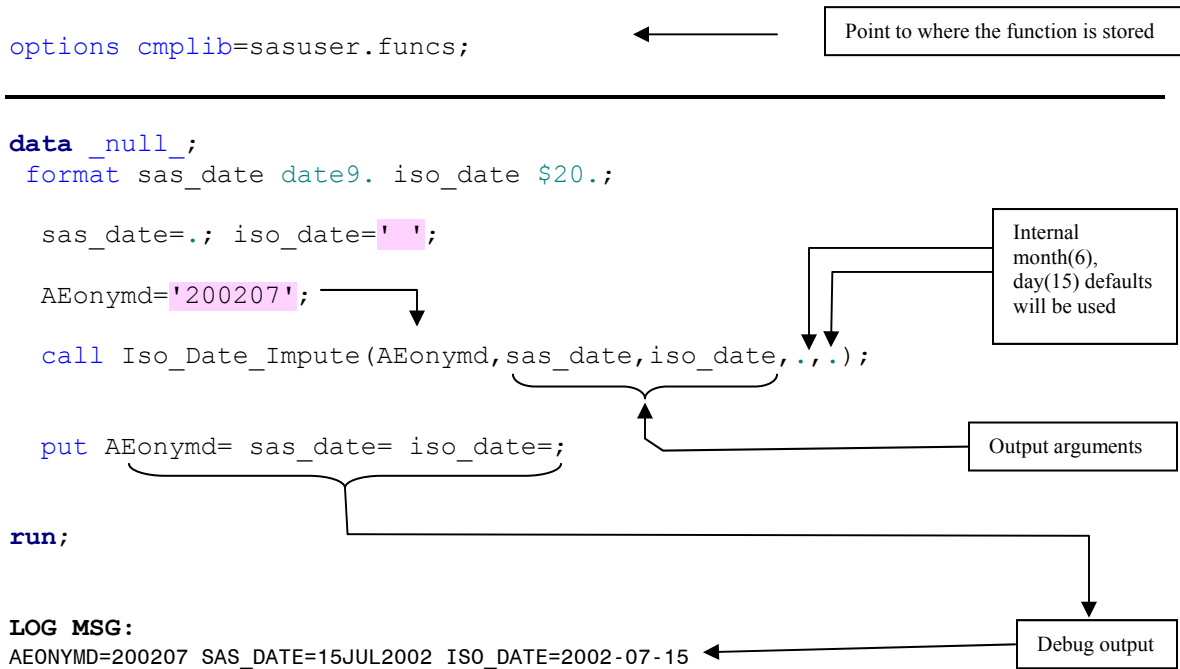 options cmplib=sasuser.funcs;
Point to where the function is stored
data _null_;
format sas_date date9. iso_date $20.;
sas_date=.; iso_date=' ';
Internal
month(6),
day(15) defaults
will be used
AEonymd='200207';
call Iso_Date_Impute(AEonymd,sas_date,iso_date,.,.);
put AEonymd= sas_date= iso_date=;
Output arguments
run;
LOG MSG:
AEONYMD=200207 SAS_DATE=15JUL2002 ISO_DATE=2002-07-15
Debug output